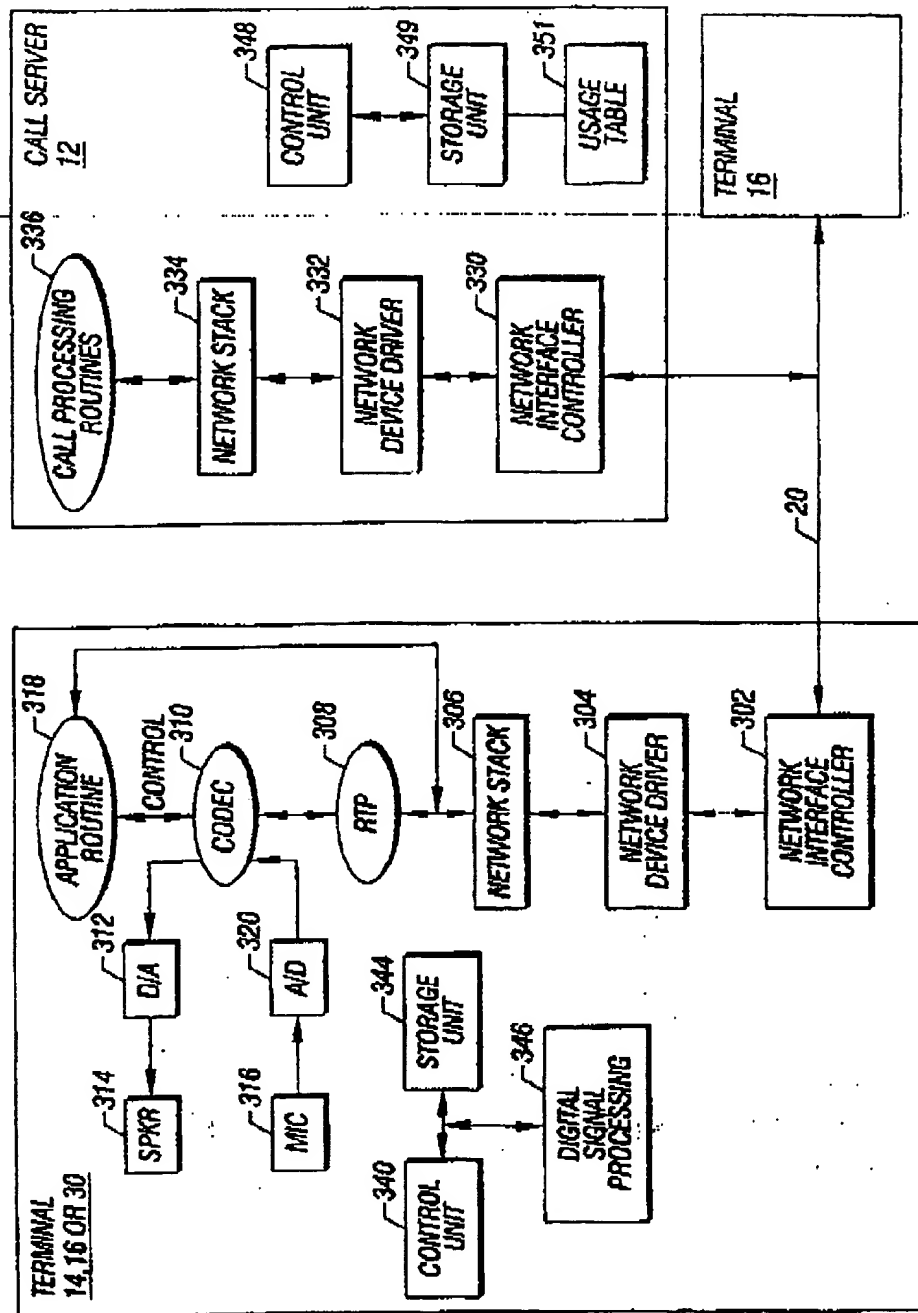 TERMINAL
14, 16 OR 30
SPKR
314
D/A
312
APPLICATION
ROUTINE
318
CONTROL
MIC
316
A/D
320
CODEC
310
RTP
308
CONTROL
UNIT
340
STORAGE
UNIT
344
DIGITAL
SIGNAL
PROCESSING
346
NETWORK STACK
306
NETWORK
DEVICE DRIVER
304
NETWORK
INTERFACE
CONTROLLER
302
20
CALL SERVER
12
CALL PROCESSING
ROUTINES
336
NETWORK STACK
334
NETWORK
DEVICE DRIVER
332
NETWORK
INTERFACE
CONTROLLER
330
CONTROL
UNIT
348
STORAGE
UNIT
349
USAGE
TABLE
351
TERMINAL
16